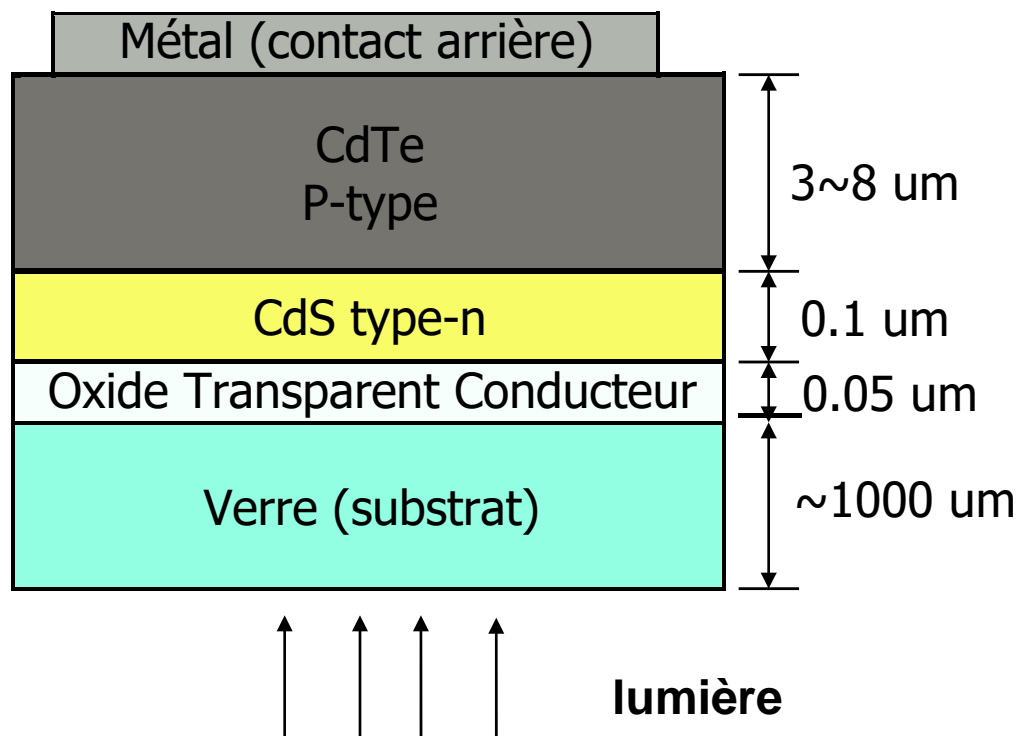 Métal (contact arrière)
CdTe
P-type
3~8 um
CdS type-n
0.1 um
Oxide Transparent Conducteur
0.05 um
Verre (substrat)
~1000 um
lumière